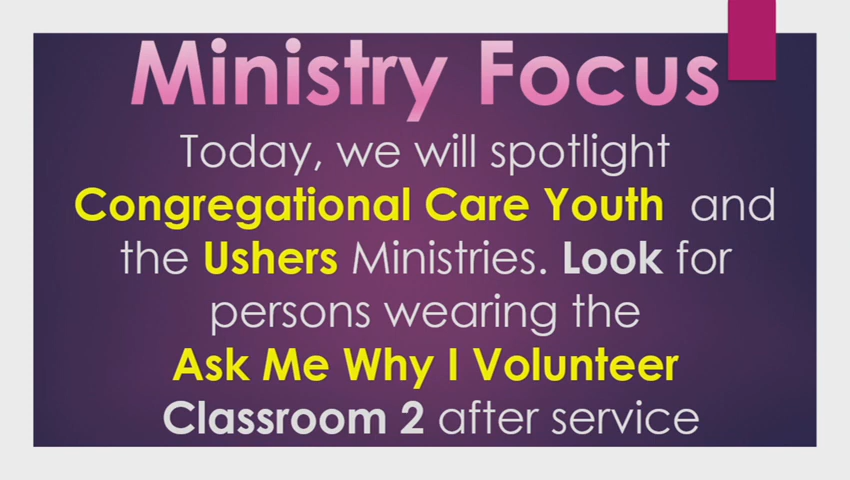 Ministry Focus
Today, we will spotlight
Congregational Care Youth and
the Ushers Ministries. Look for
persons wearing the
Ask Me Why I Volunteer
Classroom 2 after service